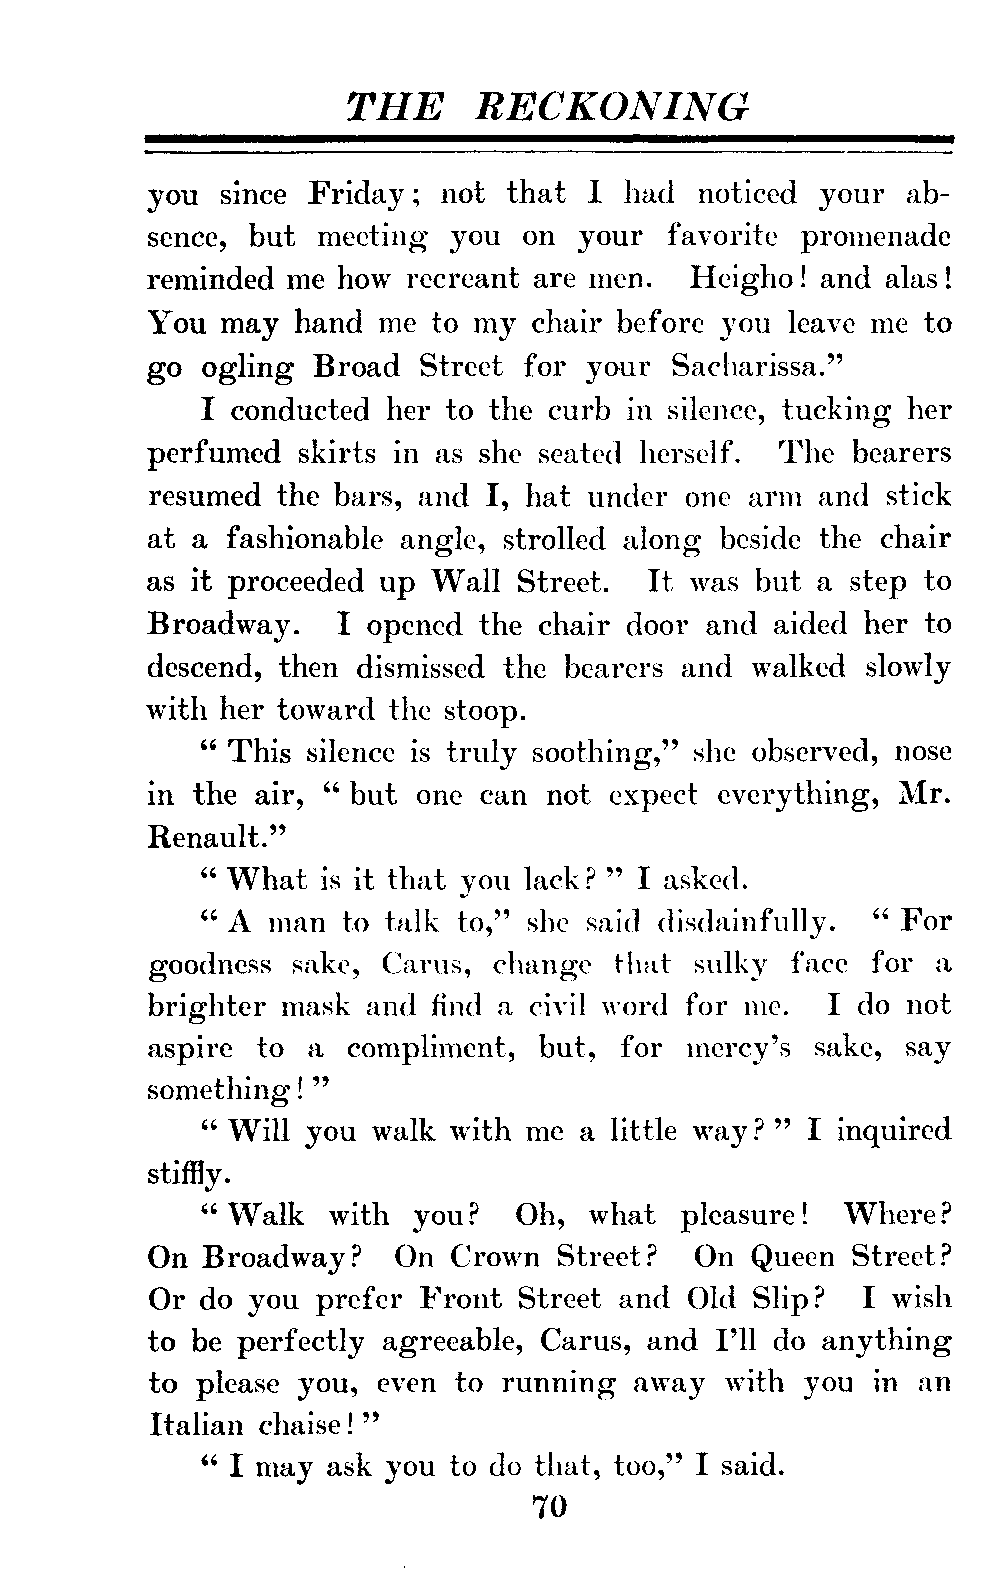 THE RECKONING
you since Friday; not that I had noticed your ab-
sence, but meeting you on your favorite promenade
reminded me how recreant are men. Heigho! and alas!
You may hand me to my chair before you leave me to
go ogling Broad Street for your Sacharissa.”
I conducted her to the curb in silence, tucking her
perfumed skirts in as she seated herself. The bearers
resumed the bars, and I, hat under one arm and stick
at a fashionable angle, strolled along beside the chair
as it proceeded up Wall Street. It was but a step to
Broadway. I opened the chair door and aided her to
descend, then dismissed the bearers and walked slowly
with her toward the stoop.
“ This silence is truly soothing,” she observed, nose
in the air, “ but one can not expect everything, Mr.
Renault.”
“ What is it that you lack? ” I asked.
“ A man to talk to,” she said disdainfully. “ For
goodness sake, Carus, change that sulky face for a
brighter mask and find a civil word for me. I do not
aspire to a compliment, but, for mercy’s sake, say
something! ”
“ Will you walk with me a little way? ” I inquired
stiffly.
“ Walk with you? Oh, what pleasure! Where?
On Broadway? On Crown Street? On Queen Street?
Or do you prefer Front Street and Old Slip? I wish
to be perfectly agreeable, Carus, and I’ll do anything
to please you, even to running away with you in an
Italian chaise! ”
“ I may ask you to do that, too,” I said.
70